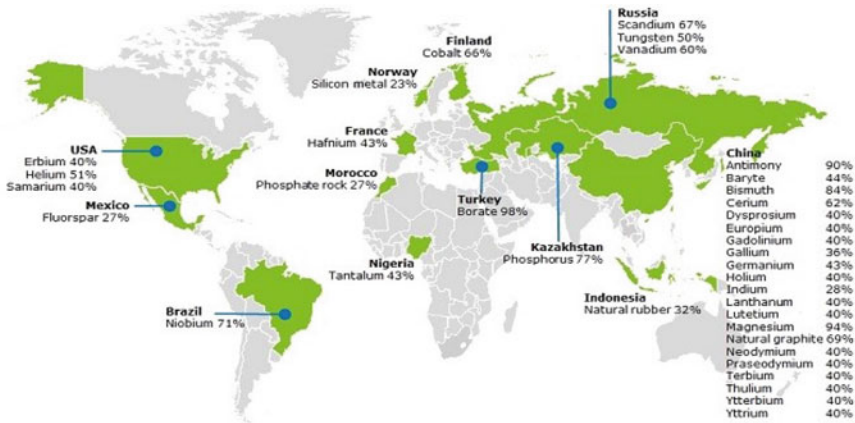 Russia
Scandium 67%
Tungsten 50%
Vanadium 60%
Finland
Cobalt 66%
Norway
Silicon metal 23%
France
Hafnium 43%
USA
Erbium 40%
Helium 51%
Samarium 40%
Morocco
Phosphate rock 27%
Mexico
Fluorspar 27%
Turkey
Borate 98%
Kazakhstan
Phosphorus 77%
Nigeria
Tantalum 43%
Indonesia
Natural rubber 32%
Brazil
Niobium 71%
China
Antimony 90%
Baryte 44%
Bismuth 84%
Cerium 62%
Dysprosium 40%
Europium 40%
Gadolinium 40%
Gallium 36%
Germanium 43%
Holium 40%
Indium 28%
Lanthanum 40%
Lutetium 40%
Magnesium 94%
Natural graphite 69%
Neodymium 40%
Praseodymium 40%
Terbium 40%
Thulium 40%
Ytterbium 40%
Yttrium 40%